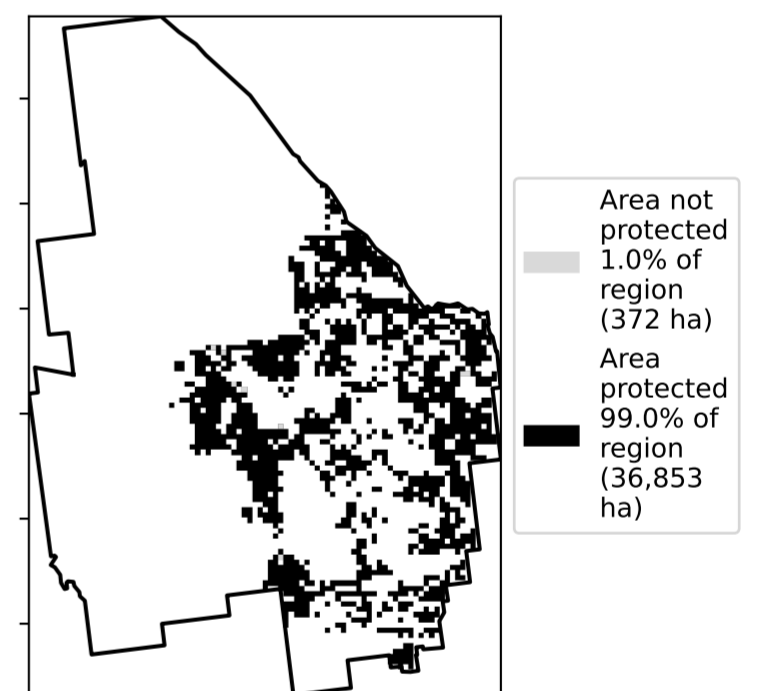 Area not
protected
1.0% of
region
(372 ha)
Area
protected
99.0% of
region
(36,853
ha)